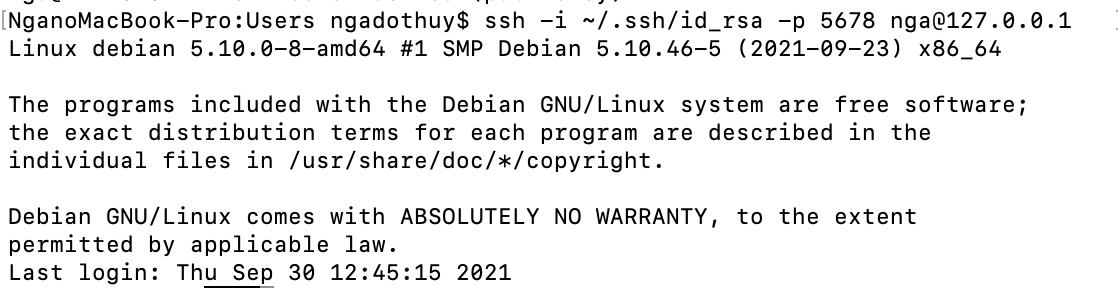 [NganoMacBook-Pro:Users ngadothuy$ ssh -i ~/.ssh/id_rsa -p 5678 nga@127.0.0.1
Linux debian 5.10.0-8-amd64 #1 SMP Debian 5.10.46-5 (2021-09-23) x86_64
The programs included with the Debian GNU/Linux system are free software;
the exact distribution terms for each program are described in the
individual files in /usr/share/doc/*/copyright.
Debian GNU/Linux comes with ABSOLUTELY NO WARRANTY, to the extent
permitted by applicable law.
Last login: Thu Sep 30 12:45:15 2021